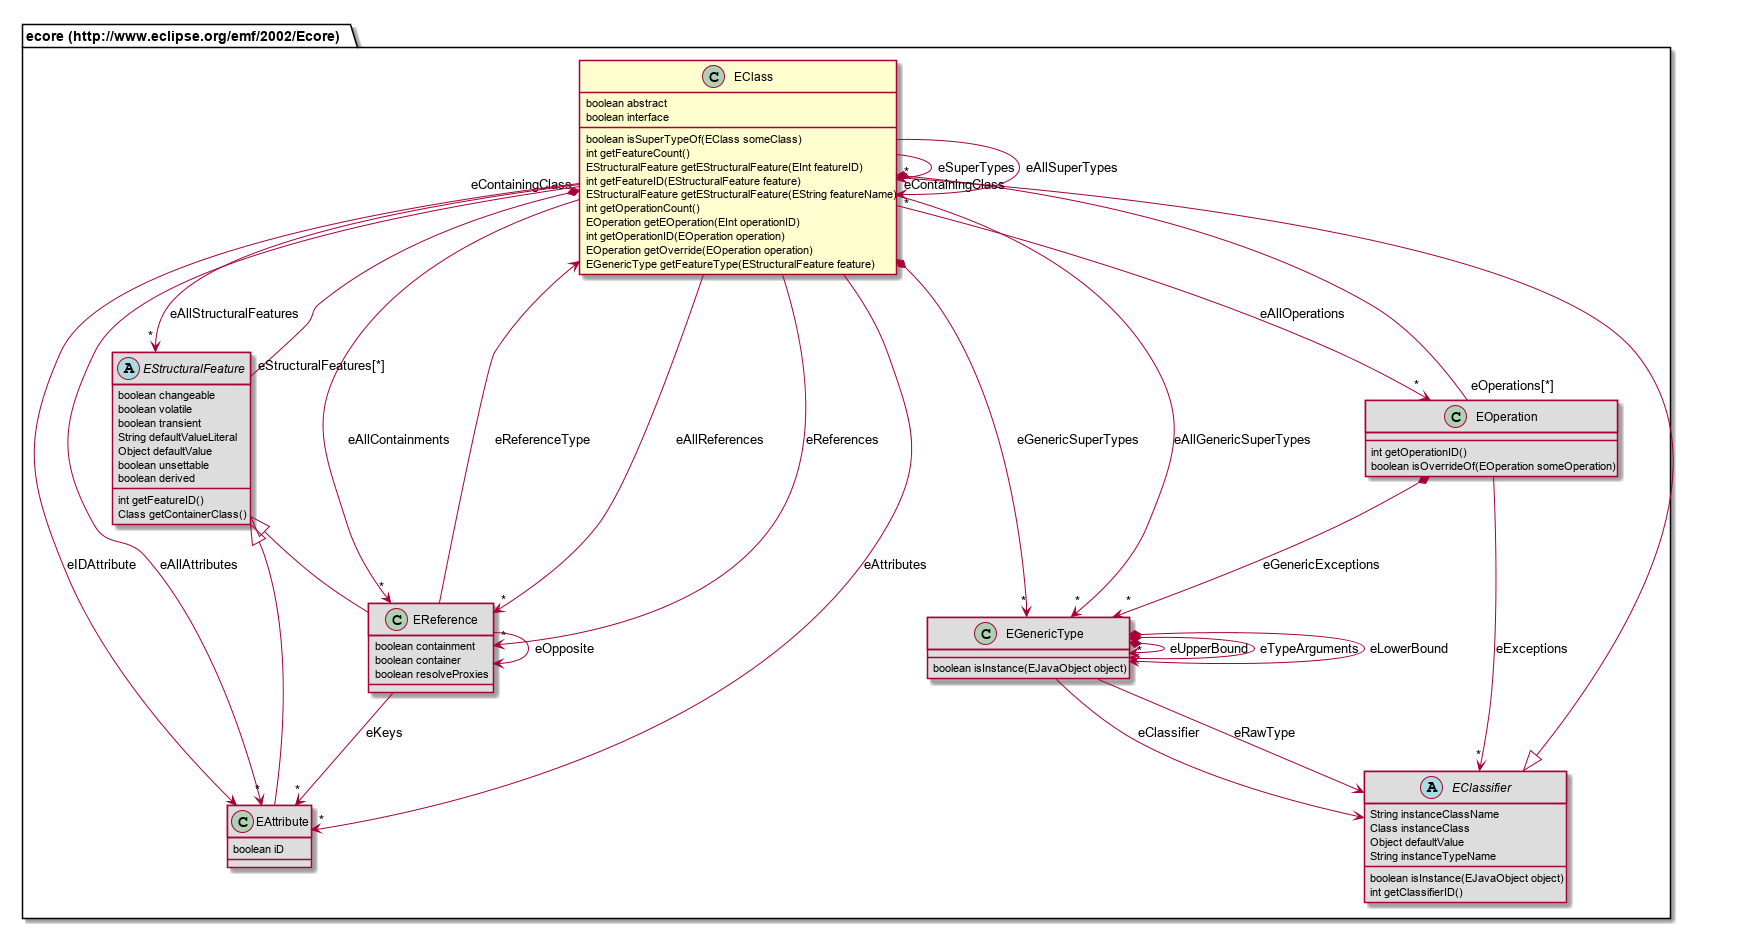 ecore (http://www.eclipse.org/emf/2002/Ecore)
C EClass
boolean abstract
boolean interface
boolean isSuperTypeOf(EClass someClass)
int getFeatureCount()
EStructuralFeature getEStructuralFeature(EInt featureID)
int getFeatureID(EStructuralFeature feature)
EStructuralFeature getEStructuralFeature(EString featureName)
int getOperationCount()
EOperation getEOperation(EInt operationID)
int getOperationID(EOperation operation)
EOperation getOverride(EOperation operation)
EGenericType getFeatureType(EStructuralFeature feature)
*
eSuperTypes
eAllSuperTypes
eContainingClass
eContainingClass
*
eAllStructuralFeatures
*
eAllOperations
*
A EStructuralFeature
boolean changeable
boolean volatile
boolean transient
String defaultValueLiteral
Object defaultValue
boolean unsettable
boolean derived
int getFeatureID()
Class getContainerClass()
eStructuralFeatures[*]
eOperations[*]
C EOperation
int getOperationID()
boolean isOverrideOf(EOperation someOperation)
eAllContainments
eReferenceType
eAllReferences
eReferences
eGenericSuperTypes
eAllGenericSuperTypes
eIDAttribute
eAllAttributes
eAttributes
eGenericExceptions
*
*
*
*
*
C EReference
boolean containment
boolean container
boolean resolveProxies
*
eOpposite
C EGenericType
boolean isInstance(EJavaObject object)
*
eUpperBound
eTypeArguments
eLowerBound
eExceptions
eKeys
eClassifier
eRawType
*
*
*
*
C EAttribute
boolean iD
A EClassifier
String instanceClassName
Class instanceClass
Object defaultValue
String instanceTypeName
boolean isInstance(EJavaObject object)
int getClassifierID()